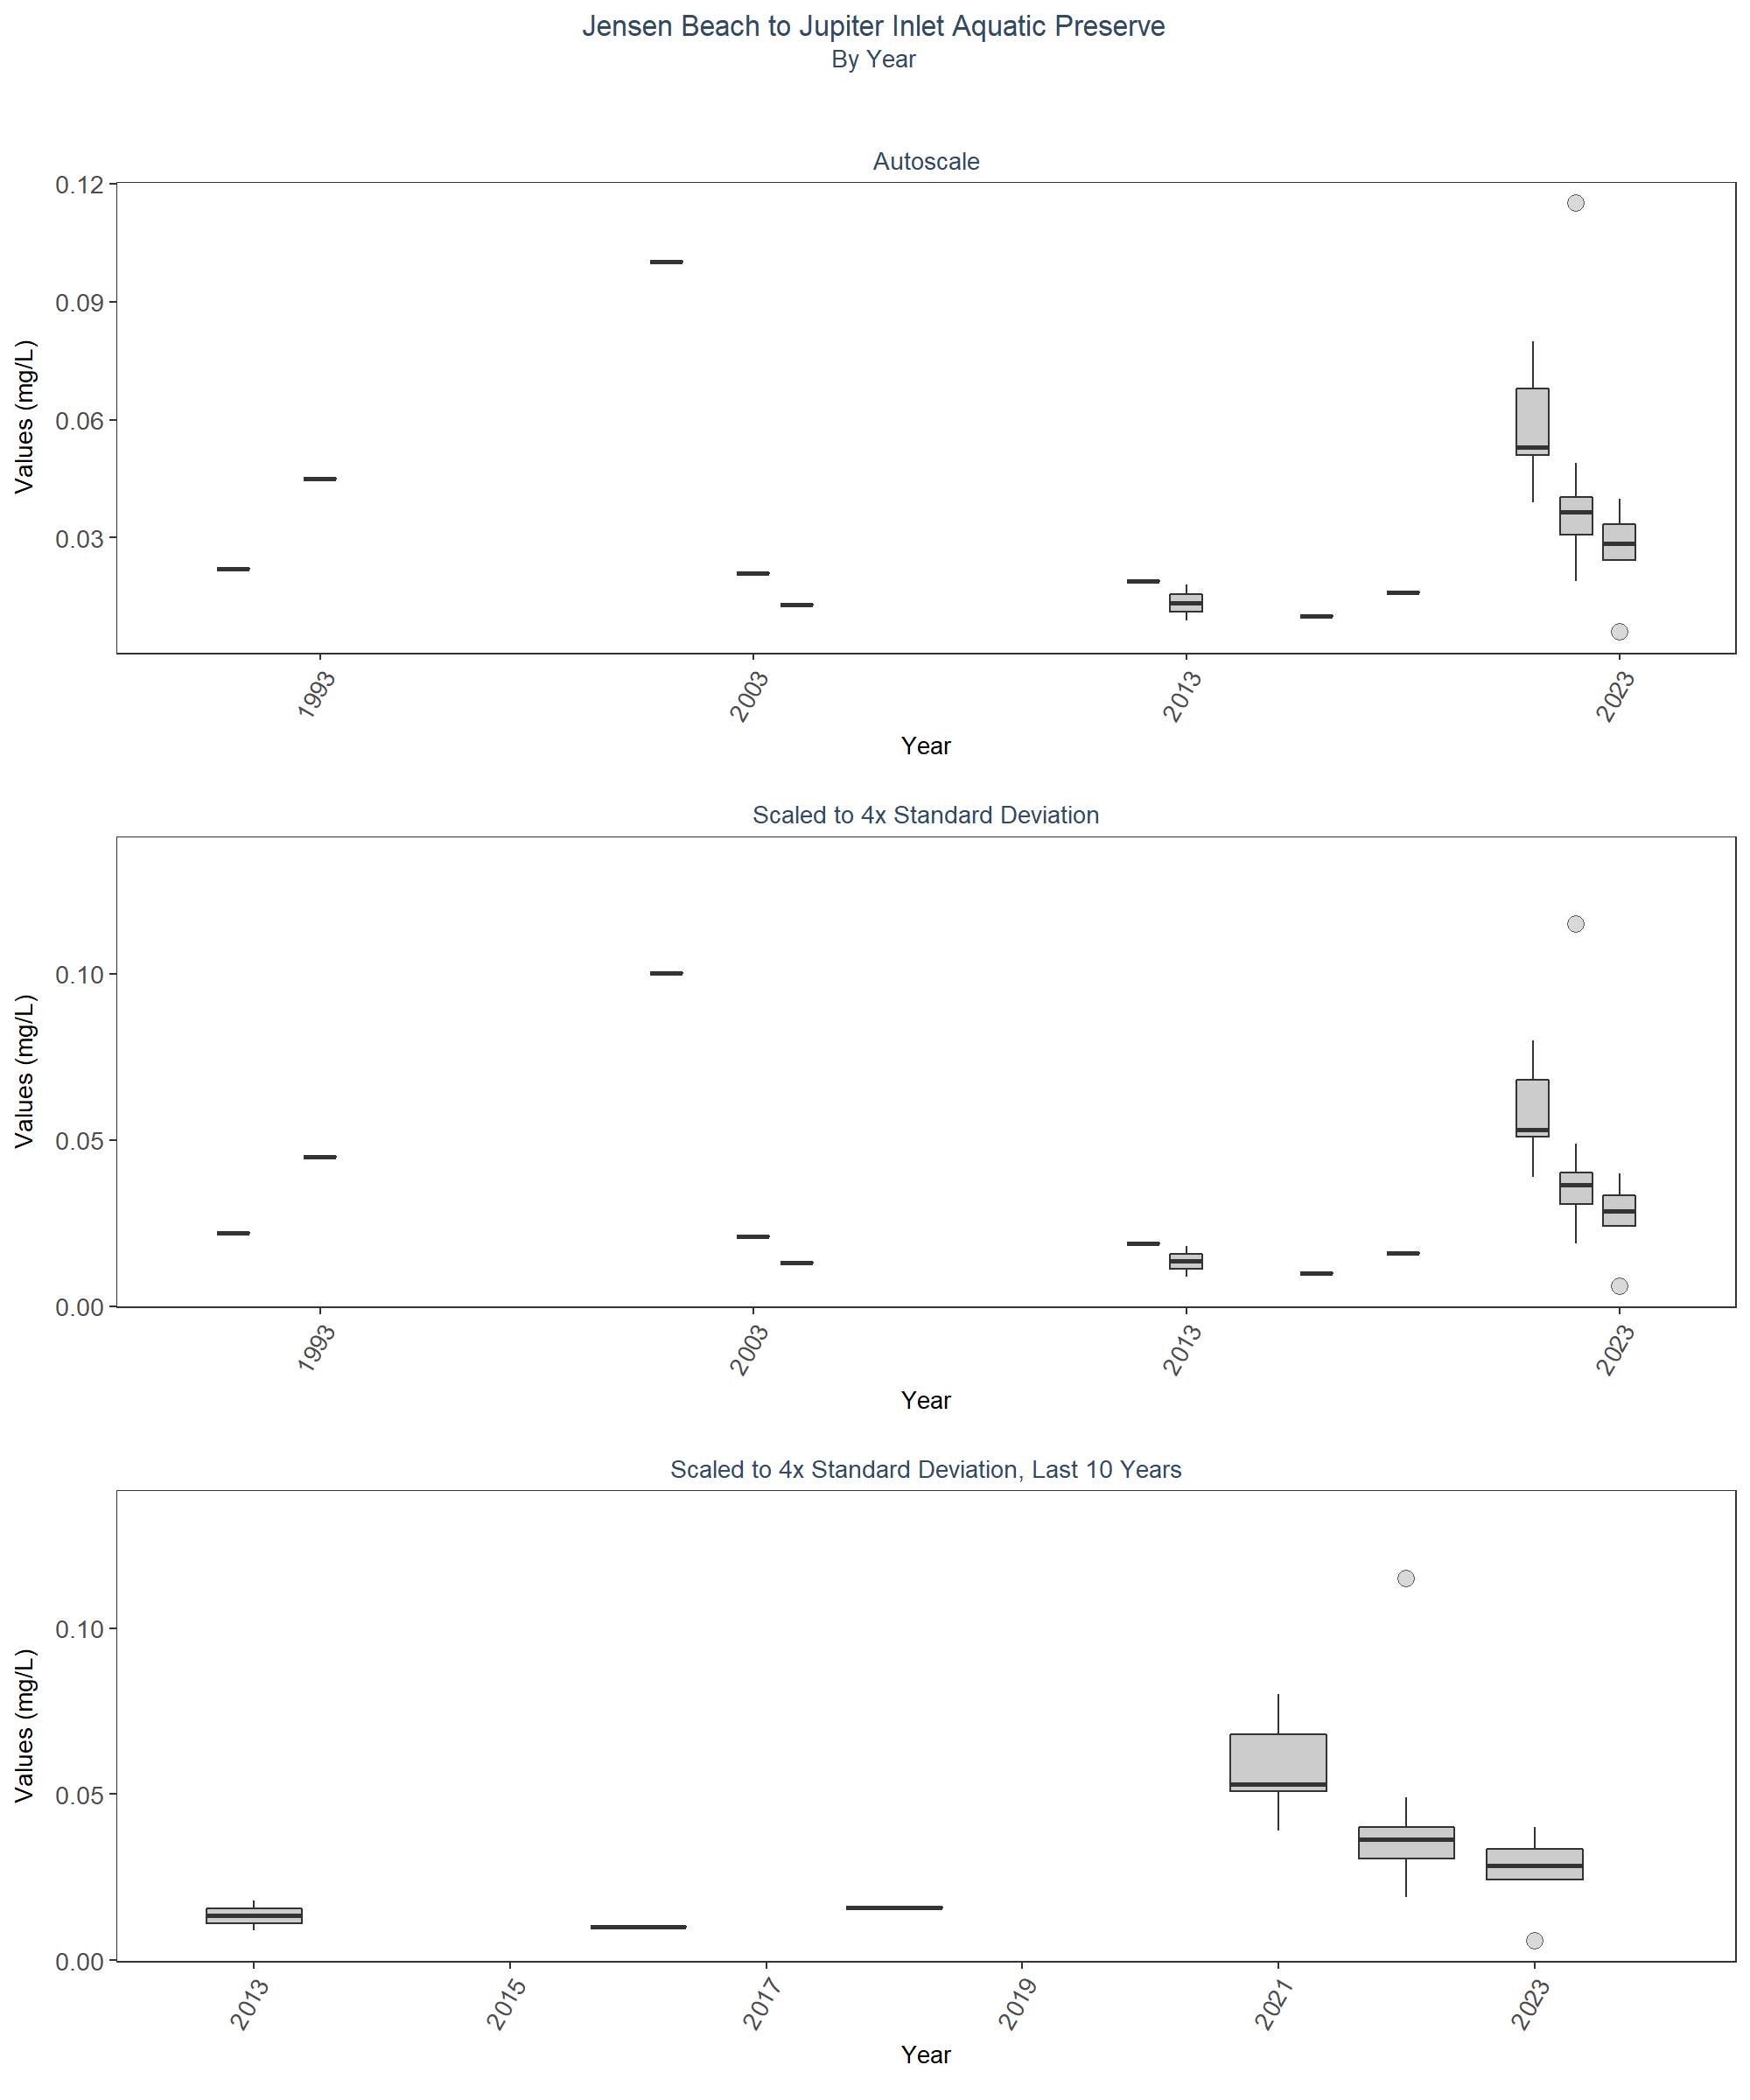 Jensen Beach to Jupiter Inlet Aquatic Preserve
By Year
Autoscale
0.12
0.09
0.06
0.03
Values (mg/L)
1993 2003 2013 2023
Year
Scaled to 4x Standard Deviation
0.10
0.05
0.00
Values (mg/L)
1993 2003 2013 2023
Year
Scaled to 4x Standard Deviation, Last 10 Years
0.10
0.05
0.00
Values (mg/L)
2013 2015 2017 2019 2021 2023
Year